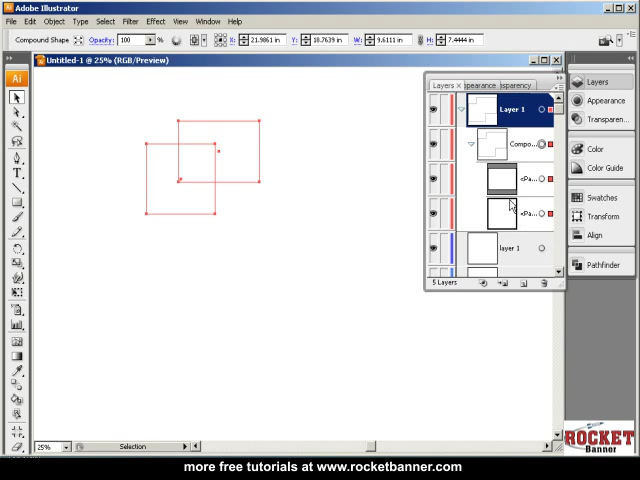 Adobe Illustrator
File Edit Object Type Select Filter Effect View Window Help
Compound Shape Opacity: 100 % X: 21.9861 in Y: 18.7639 in W: 9.6111 in H: 7.4444 in
Untitled-1 @ 25% (RGB/Preview)
Ai
T
Layers × ppearance sparency
Layer 1
Compo...
<Pa...
<Pa...
layer 1
5 Layers
Layers
Appearance
Transparen...
Color
Color Guide
Swatches
Transform
Align
Pathfinder
25% Selection
ROCKET
Banner
more free tutorials at www.rocketbanner.com